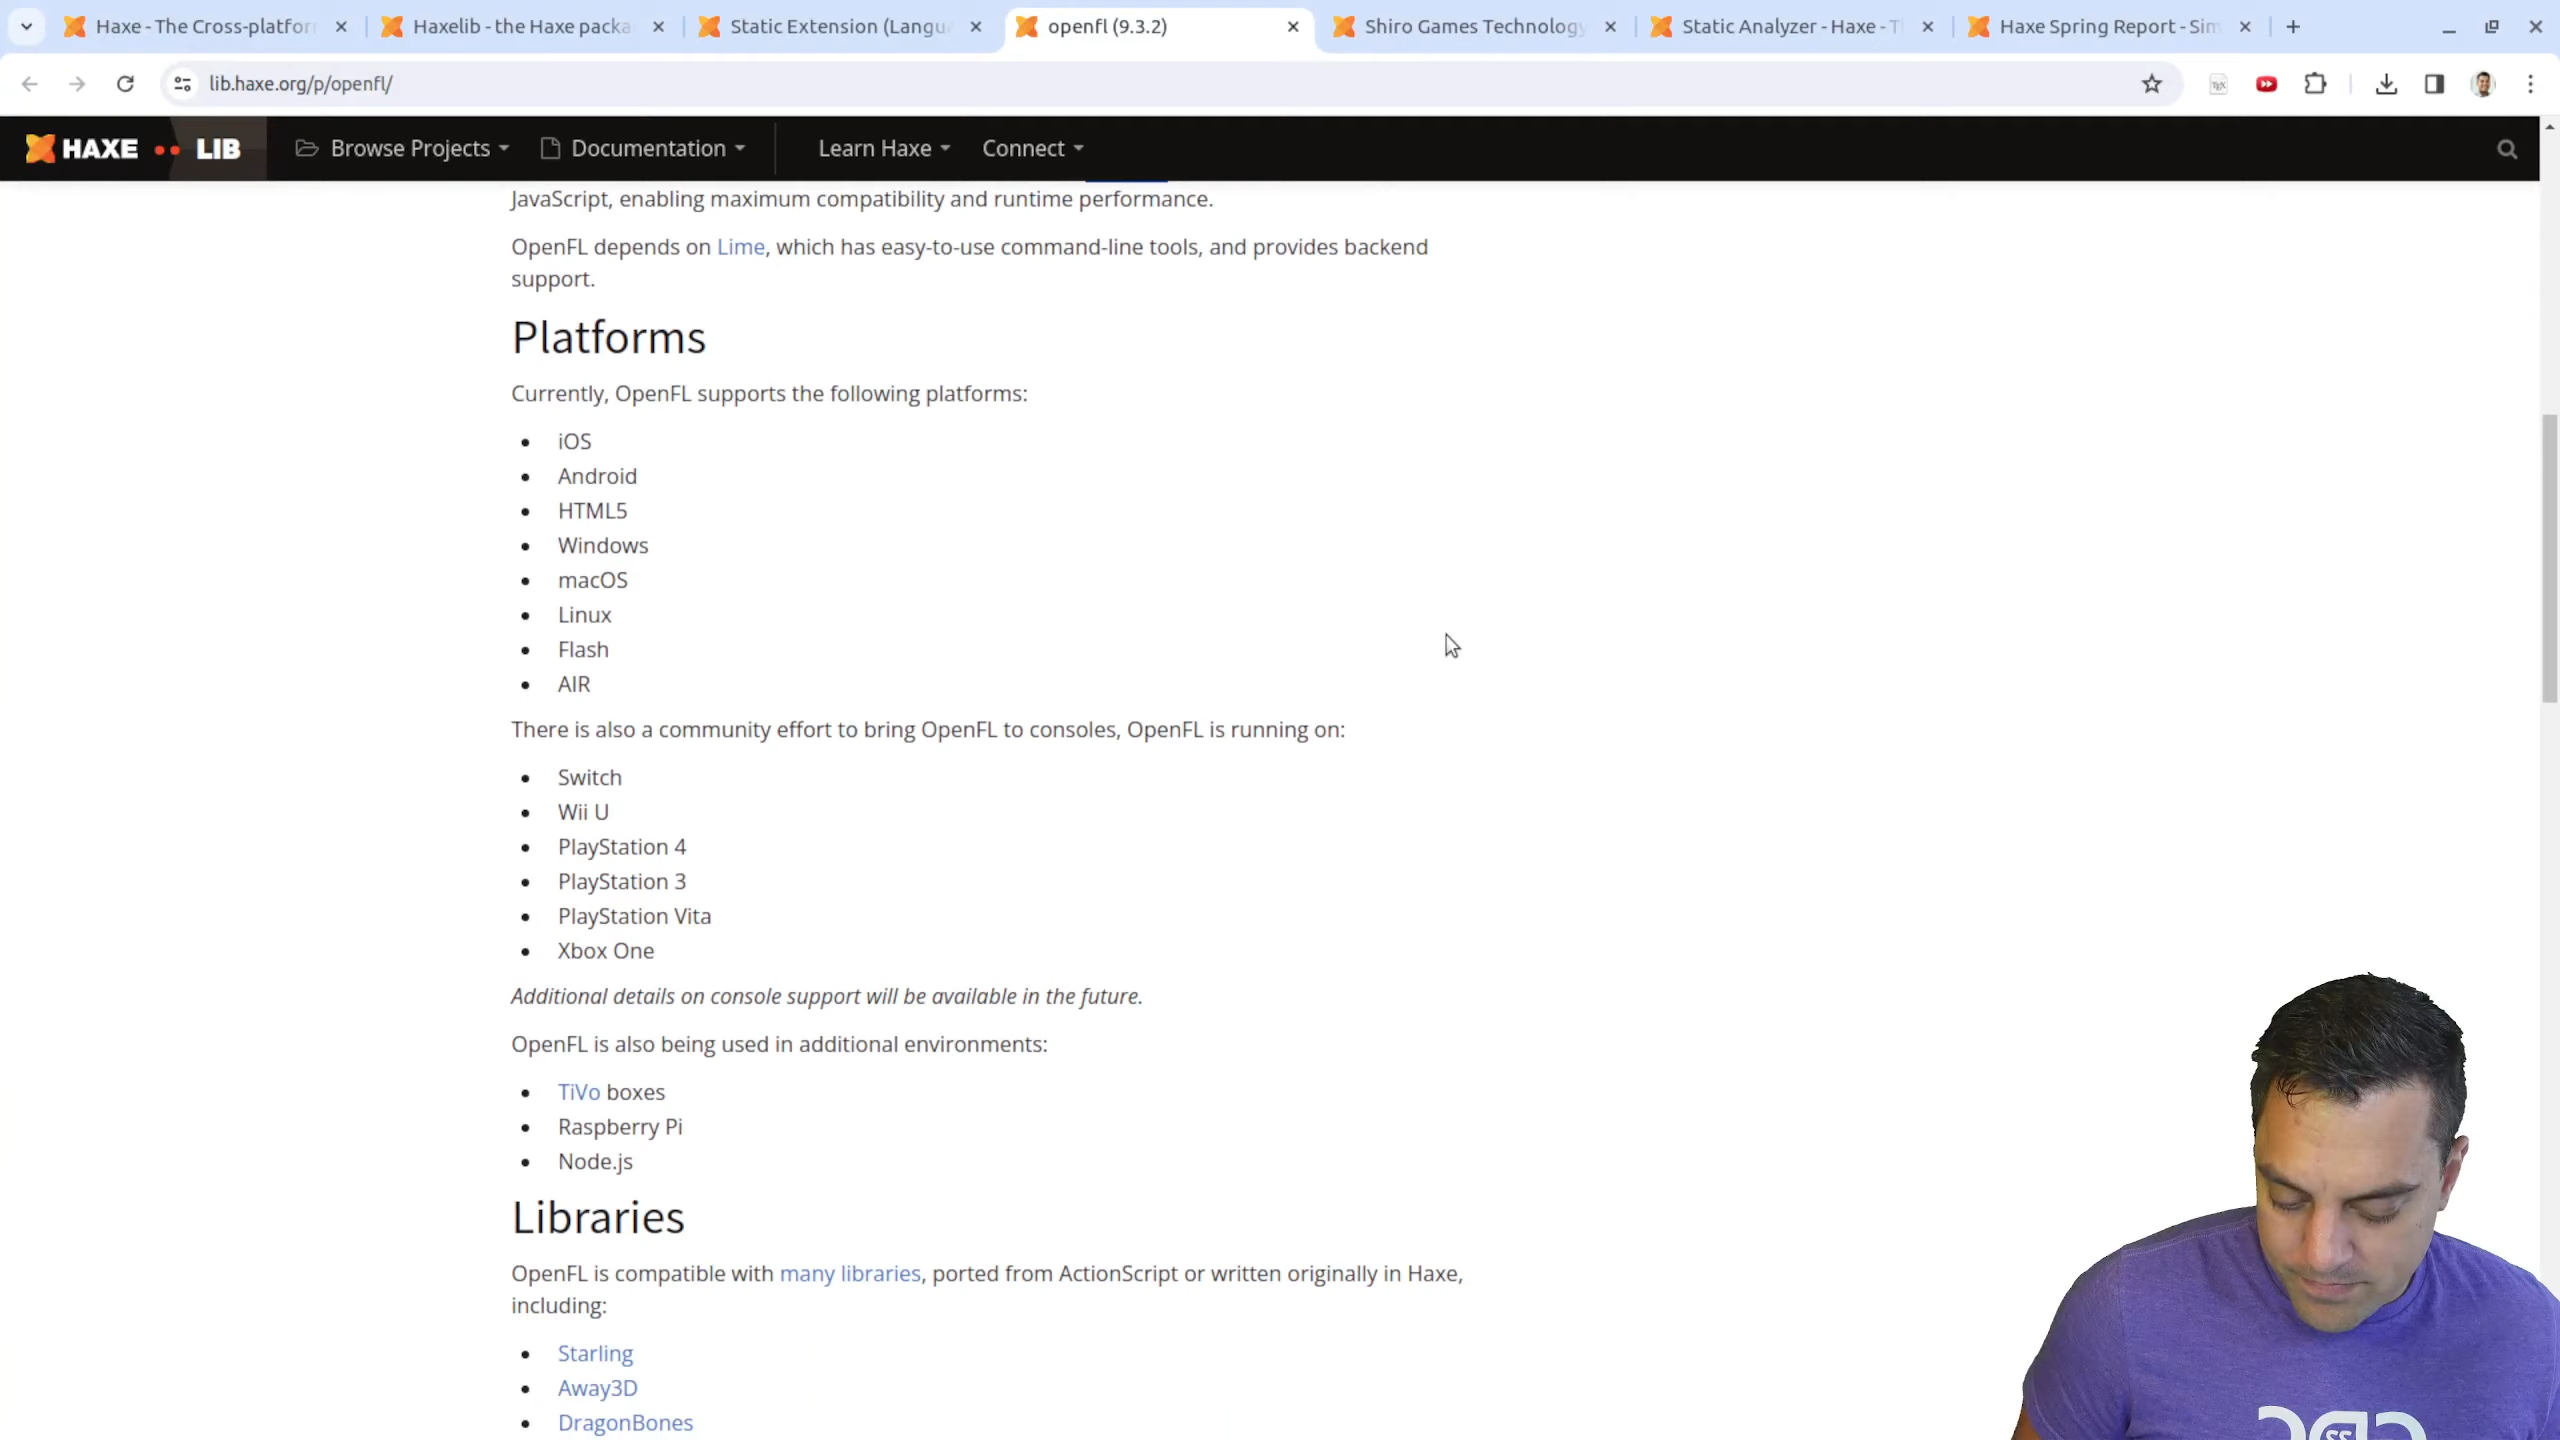 Haxe - The Cross-platfor
Haxelib - the Haxe packa
Static Extension (Langu
openfl (9.3.2)
Shiro Games Technology
Static Analyzer - Haxe - T
Haxe Spring Report - Sim
lib.haxe.org/p/openfl/
HAXE LIB
Browse Projects
Documentation
Learn Haxe
Connect
JavaScript, enabling maximum compatibility and runtime performance.
OpenFL depends on Lime, which has easy-to-use command-line tools, and provides backend
support.
Platforms
Currently, OpenFL supports the following platforms:
iOS
Android
HTML5
Windows
macOS
Linux
Flash
AIR
There is also a community effort to bring OpenFL to consoles, OpenFL is running on:
Switch
Wii U
PlayStation 4
PlayStation 3
PlayStation Vita
Xbox One
Additional details on console support will be available in the future.
OpenFL is also being used in additional environments:
TiVo boxes
Raspberry Pi
Node.js
Libraries
OpenFL is compatible with many libraries, ported from ActionScript or written originally in Haxe,
including:
Starling
Away3D
DragonBones